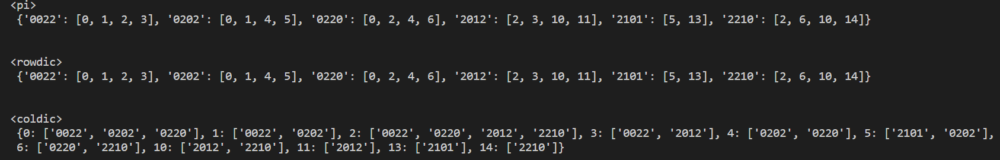 <pi>
{'0022': [0, 1, 2, 3], '0202': [0, 1, 4, 5], '0220': [0, 2, 4, 6], '2012': [2, 3, 10, 11], '2101': [5, 13], '2210': [2, 6, 10, 14]}
<rowdic>
{'0022': [0, 1, 2, 3], '0202': [0, 1, 4, 5], '0220': [0, 2, 4, 6], '2012': [2, 3, 10, 11], '2101': [5, 13], '2210': [2, 6, 10, 14]}
<coldic>
{0: ['0022', '0202', '0220'], 1: ['0022', '0202'], 2: ['0022', '0220', '2012', '2210'], 3: ['0022', '2012'], 4: ['0202', '0220'], 5: ['2101', '0202'],
6: ['0220', '2210'], 10: ['2012', '2210'], 11: ['2012'], 13: ['2101'], 14: ['2210']}